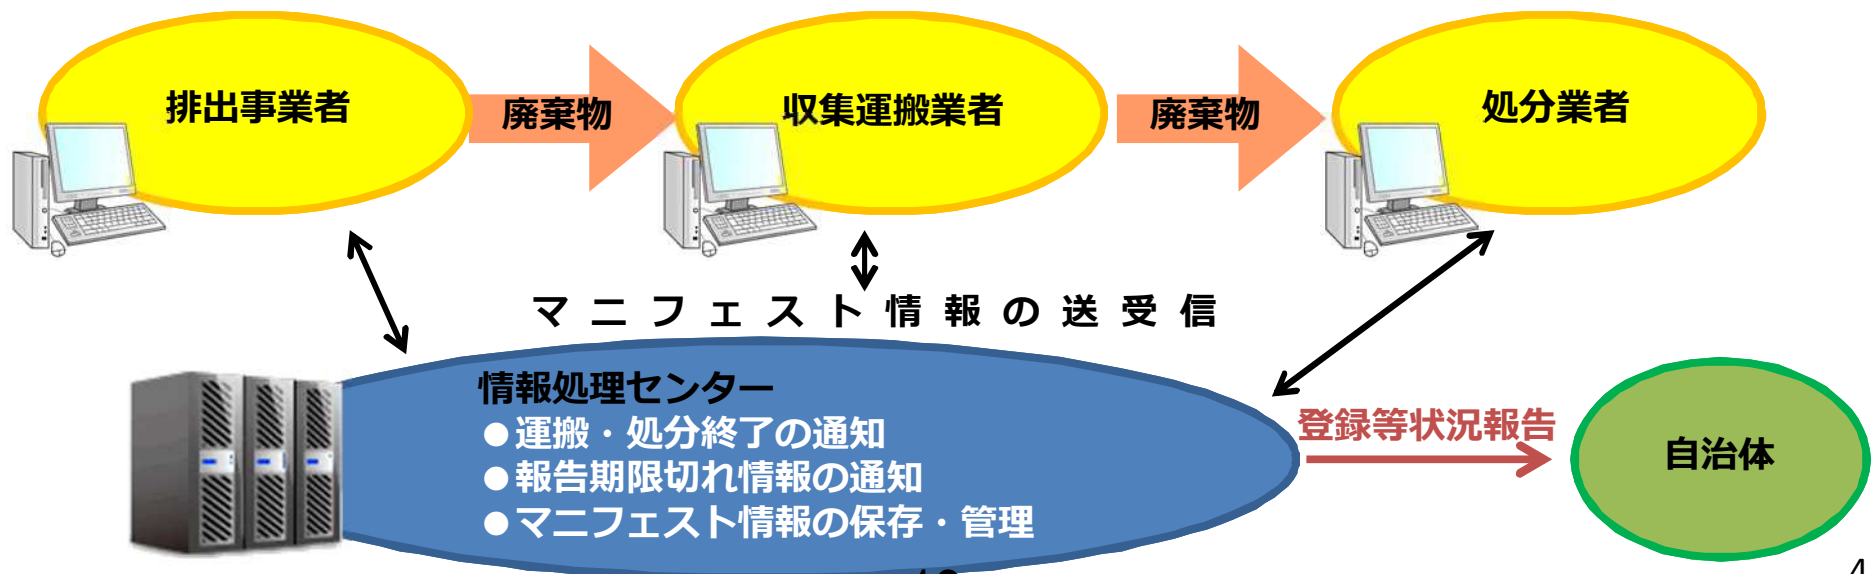 排出事業者
廃棄物
収集運搬業者
廃棄物
処分業者
マニフェスト情報の送受信
情報処理センター
●運搬・処分終了の通知
●報告期限切れ情報の通知
●マニフェスト情報の保存・管理
登録等状況報告
自治体